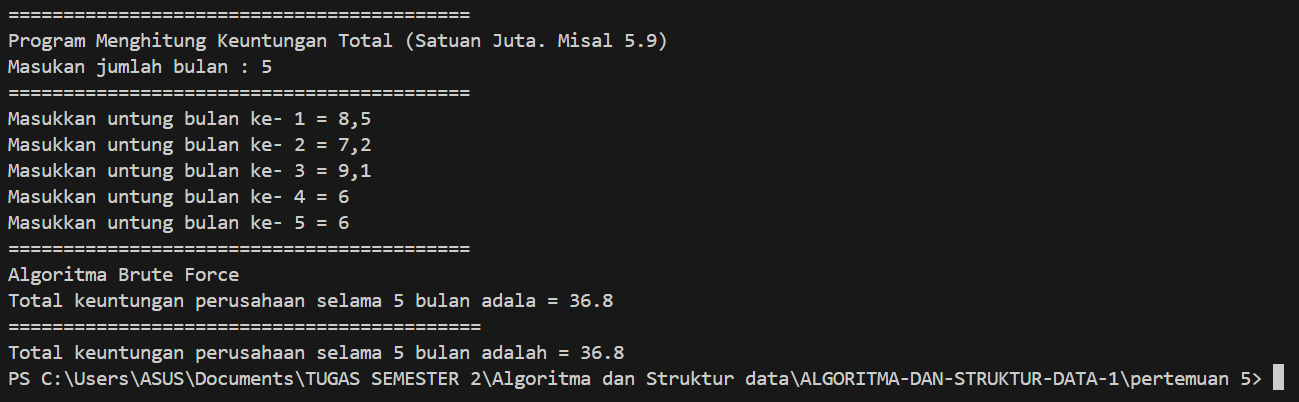 ==========================================
Program Menghitung Keuntungan Total (Satuan Juta. Misal 5.9)
Masukan jumlah bulan : 5
==========================================
Masukkan untung bulan ke- 1 = 8,5
Masukkan untung bulan ke- 2 = 7,2
Masukkan untung bulan ke- 3 = 9,1
Masukkan untung bulan ke- 4 = 6
Masukkan untung bulan ke- 5 = 6
==========================================
Algoritma Brute Force
Total keuntungan perusahaan selama 5 bulan adala = 36.8
===========================================
Total keuntungan perusahaan selama 5 bulan adalah = 36.8
PS C:\Users\ASUS\Documents\TUGAS SEMESTER 2\Algoritma dan Struktur data\ALGORITMA-DAN-STRUKTUR-DATA-1\pertemuan 5>